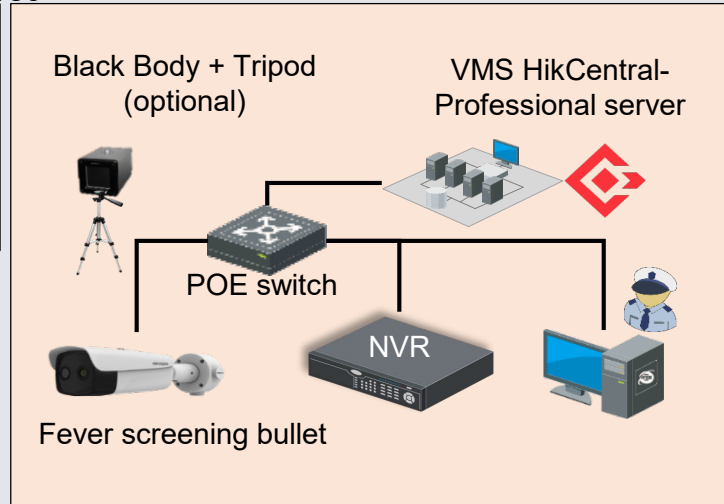 Black Body + Tripod
(optional)
VMS HikCentral-
Professional server
POE switch
NVR
Fever screening bullet